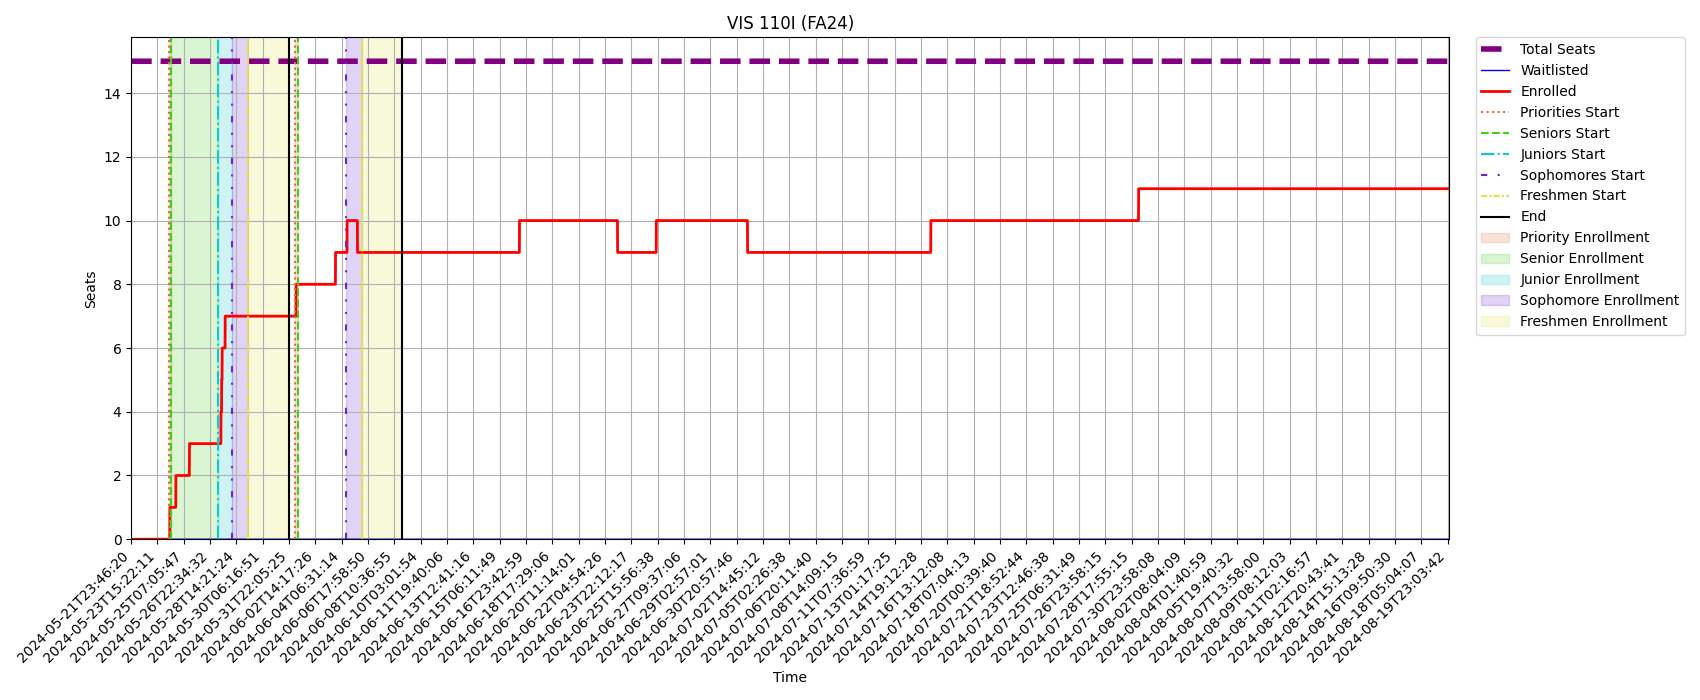 VIS 110I (FA24)
Total Seats
Waitlisted
Enrolled
Priorities Start
Seniors Start
Juniors Start
Sophomores Start
Freshmen Start
End
Priority Enrollment
Senior Enrollment
Junior Enrollment
Sophomore Enrollment
Freshmen Enrollment
Seats
14
12
10
8
6
4
2
0
2024-05-21T23:46:20
2024-05-23T15:22:11
2024-05-25T07:05:47
2024-05-26T22:34:32
2024-05-28T14:21:24
2024-05-30T06:16:51
2024-05-31T22:05:25
2024-06-02T14:17:26
2024-06-04T06:31:14
2024-06-06T17:58:50
2024-06-08T10:36:55
2024-06-10T03:01:54
2024-06-11T19:40:06
2024-06-13T12:41:16
2024-06-15T06:11:49
2024-06-16T23:42:59
2024-06-18T17:29:06
2024-06-20T11:14:01
2024-06-22T04:54:26
2024-06-23T22:12:17
2024-06-25T15:56:38
2024-06-27T09:37:06
2024-06-29T02:57:01
2024-06-30T20:57:46
2024-07-02T14:45:12
2024-07-05T02:26:38
2024-07-06T20:11:40
2024-07-08T14:09:15
2024-07-11T07:36:59
2024-07-13T01:17:25
2024-07-14T19:12:28
2024-07-16T13:12:08
2024-07-18T07:04:13
2024-07-20T00:39:40
2024-07-21T18:52:44
2024-07-23T12:46:38
2024-07-25T06:31:49
2024-07-26T23:58:15
2024-07-28T17:55:15
2024-07-30T23:58:08
2024-08-02T08:04:09
2024-08-04T01:40:59
2024-08-05T19:40:32
2024-08-07T13:58:00
2024-08-09T08:12:03
2024-08-11T02:16:57
2024-08-12T20:43:41
2024-08-14T15:13:28
2024-08-16T09:50:30
2024-08-18T05:04:07
2024-08-19T23:03:42
Time